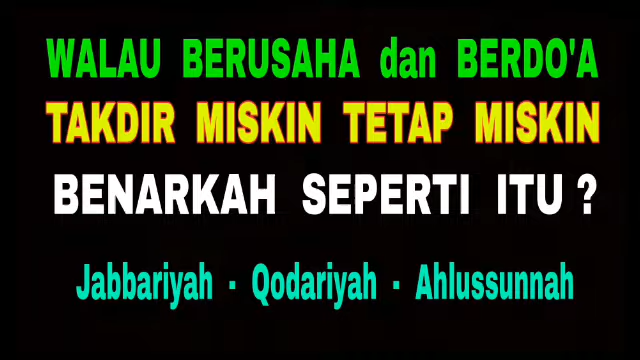 WALAU BERUSAHA dan BERDO'A
TAKDIR MISKIN TETAP MISKIN
BENARKAH SEPERTI ITU ?
Jabbariyah - Qodariyah - Ahlussunnah